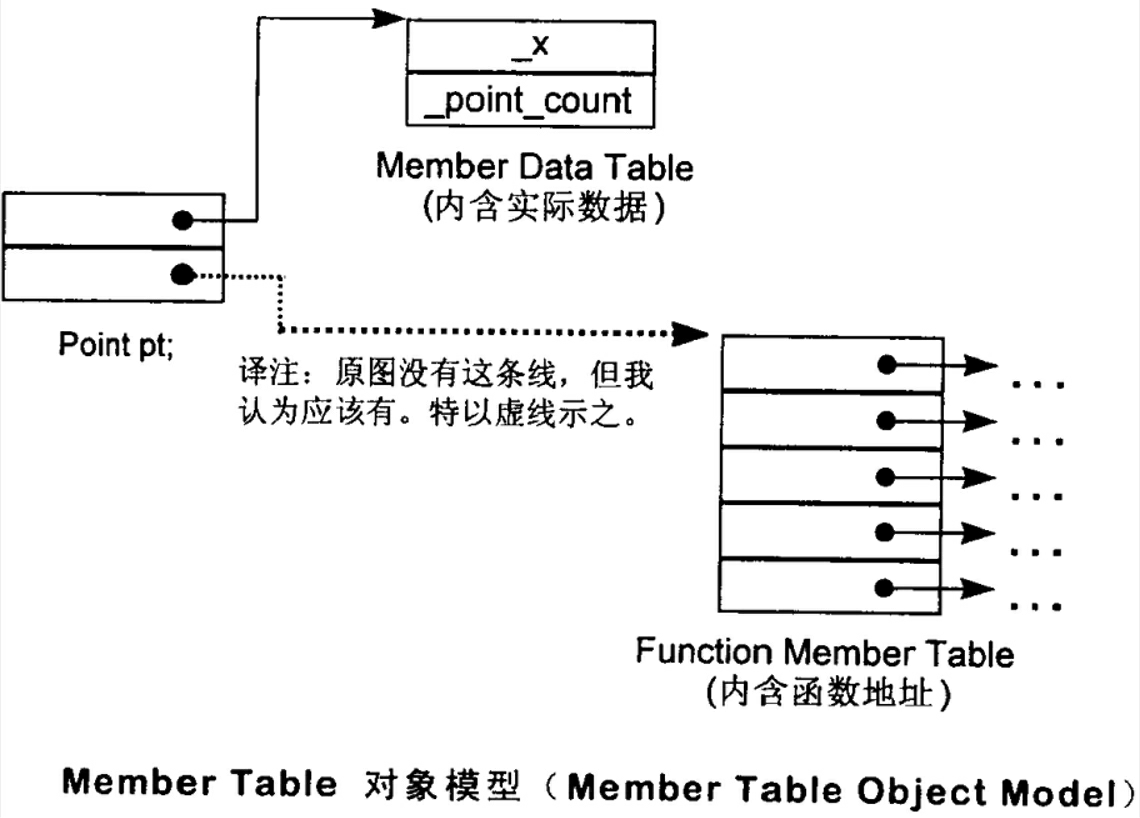 _x
_point_count
Member Data Table
(内含实际数据)
Point pt;
译注：原图没有这条线，但我
认为应该有。特以虚线示之。
...
...
...
...
...
Function Member Table
(内含函数地址)
Member Table 对象模型（Member Table Object Model）